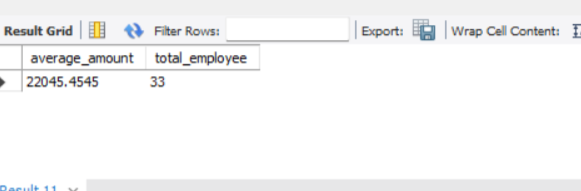 Result Grid Filter Rows: Export: Wrap Cell Content:
average_amount total_employee
22045.4545 33
Result 11